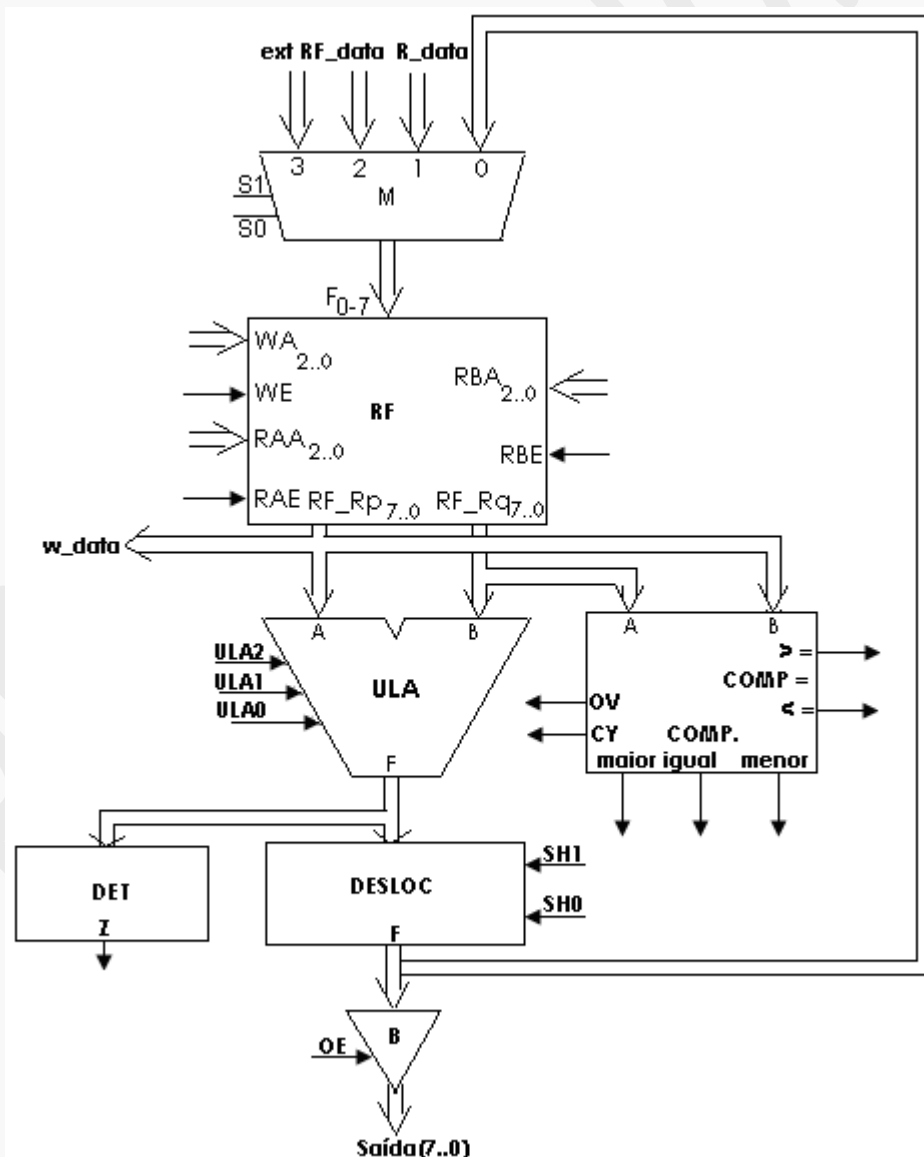 ext RF_data R_data
3 2 1 0
S1
M
S0
F0-7
WA2..0
RBA2..0
WE
RF
RAA2..0
RBE
RAE RF_Rp7..0 RF_Rq7..0
w_data
A B
A B
ULA2
ULA1
ULA0
ULA
> =
COMP =
< =
OV
CY COMP.
maior igual menor
F
DET
Z
DESLOC
SH1
SH0
F
B
OE
Saída(7..0)